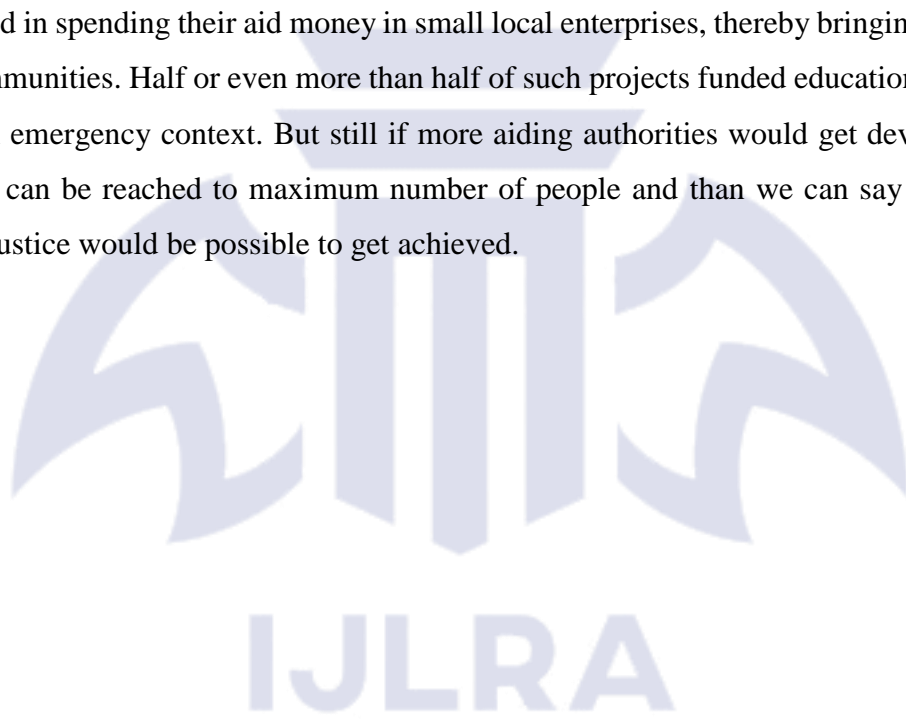 d in spending their aid money in small local enterprises, thereby bringin
munities. Half or even more than half of such projects funded education
emergency context. But still if more aiding authorities would get dev
can be reached to maximum number of people and than we can say
ustice would be possible to get achieved.
IJLRA